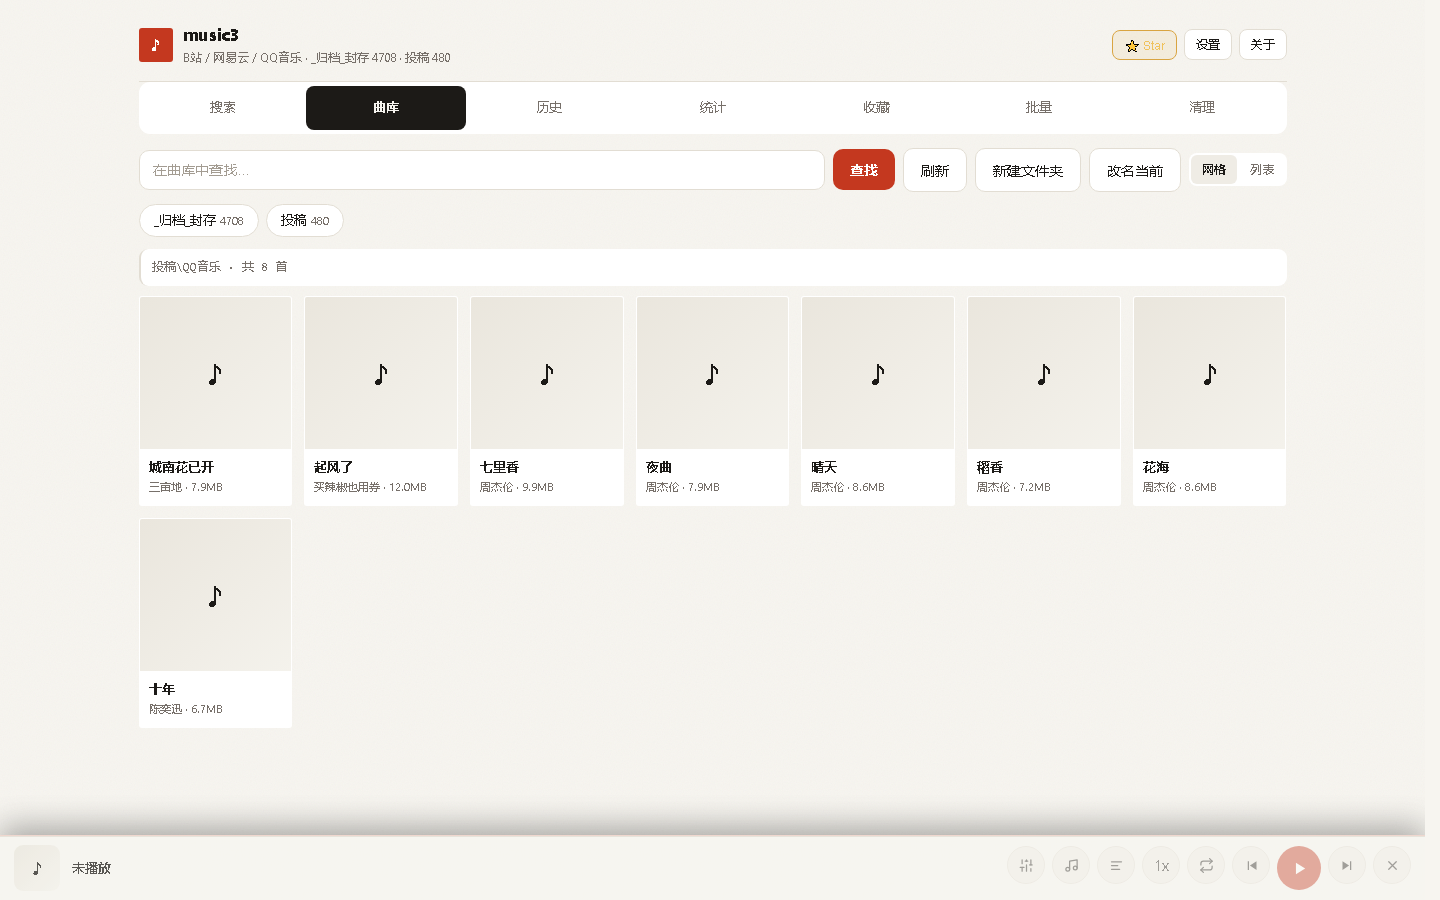 music3
B站 / 网易云 / QQ音乐 · _归档_封存 4708 · 投稿 480
Star
设置
关于
搜索
曲库
历史
统计
收藏
批量
清理
在曲库中查找...
查找
刷新
新建文件夹
改名当前
网格
列表
_归档_封存 4708
投稿 480
投稿\QQ音乐 · 共 8 首
城南花已开
三亩地 · 7.9MB
起风了
买辣椒也用券 · 12.0MB
七里香
周杰伦 · 9.9MB
夜曲
周杰伦 · 7.9MB
晴天
周杰伦 · 8.6MB
稻香
周杰伦 · 7.2MB
花海
周杰伦 · 8.6MB
十年
陈奕迅 · 6.7MB
未播放
1x